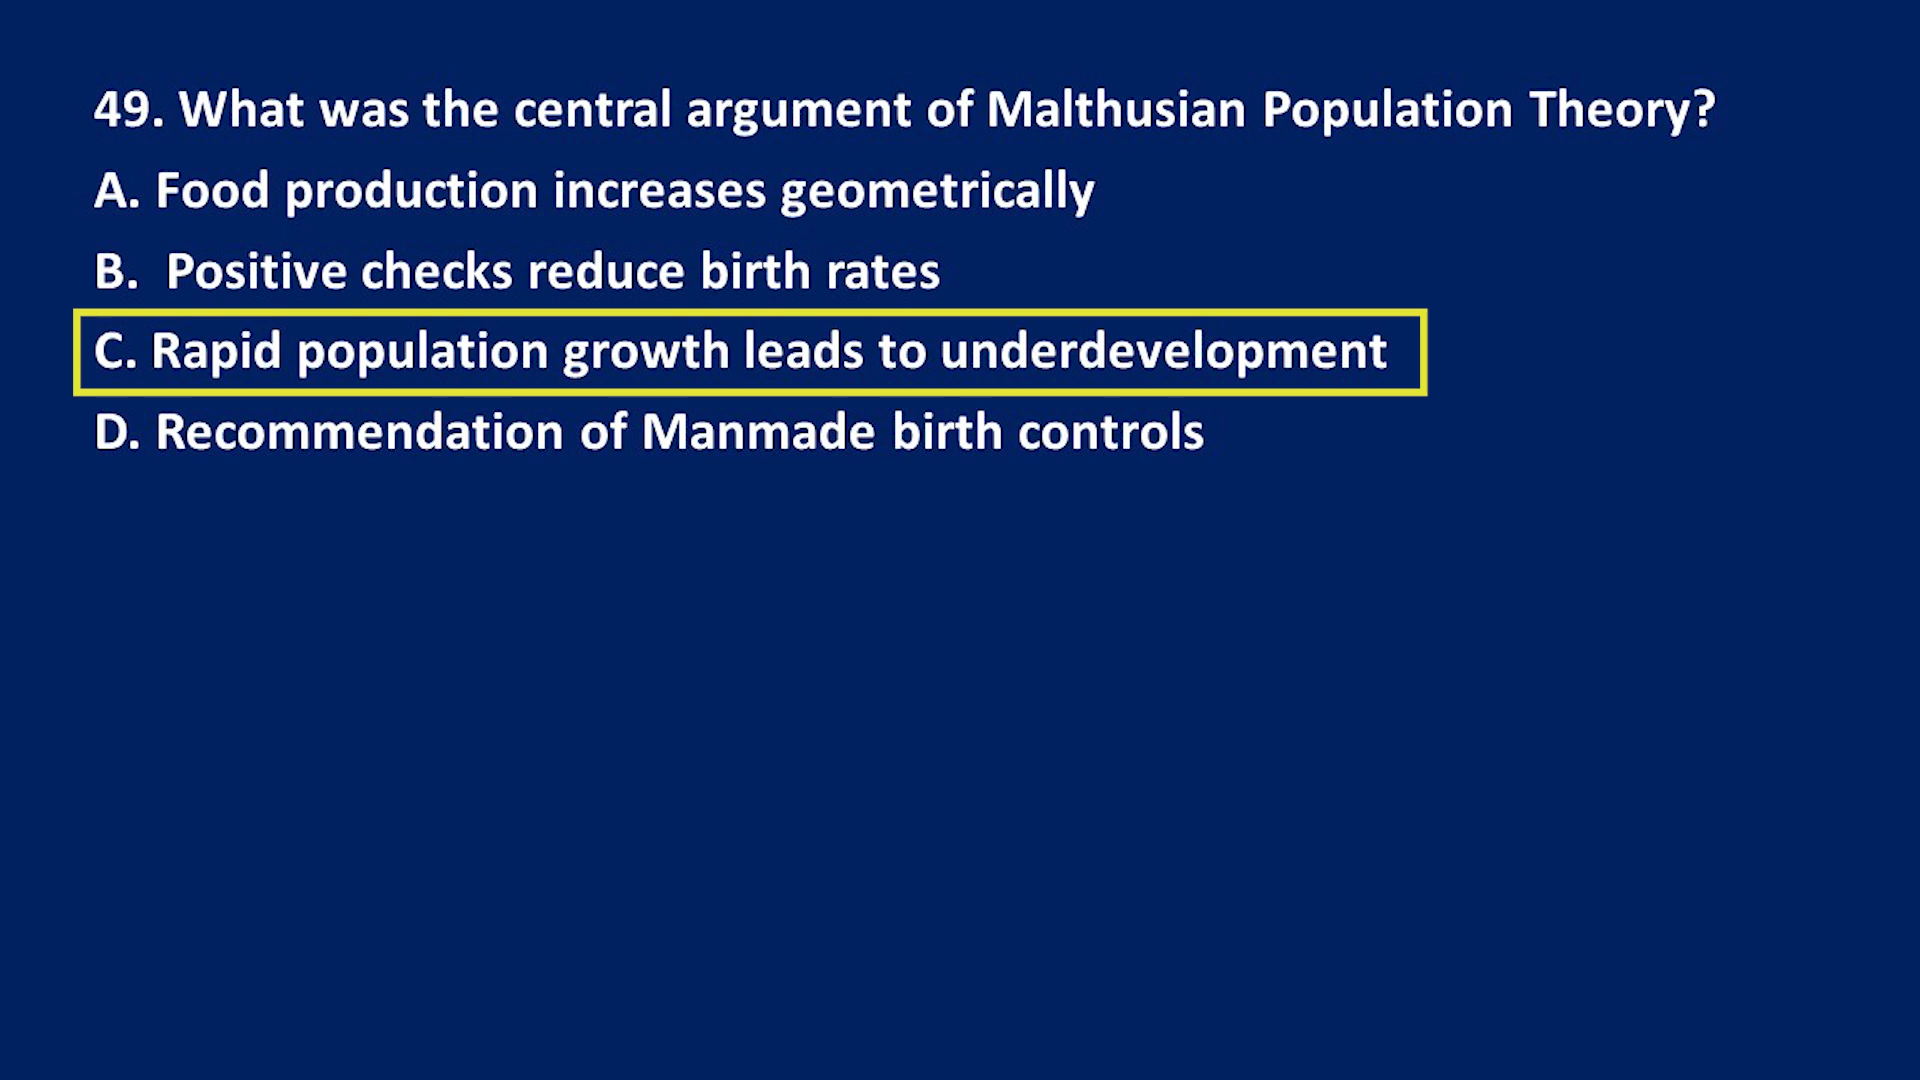 49. What was the central argument of Malthusian Population Theory?
A. Food production increases geometrically
B. Positive checks reduce birth rates
C. Rapid population growth leads to underdevelopment
D. Recommendation of Manmade birth controls